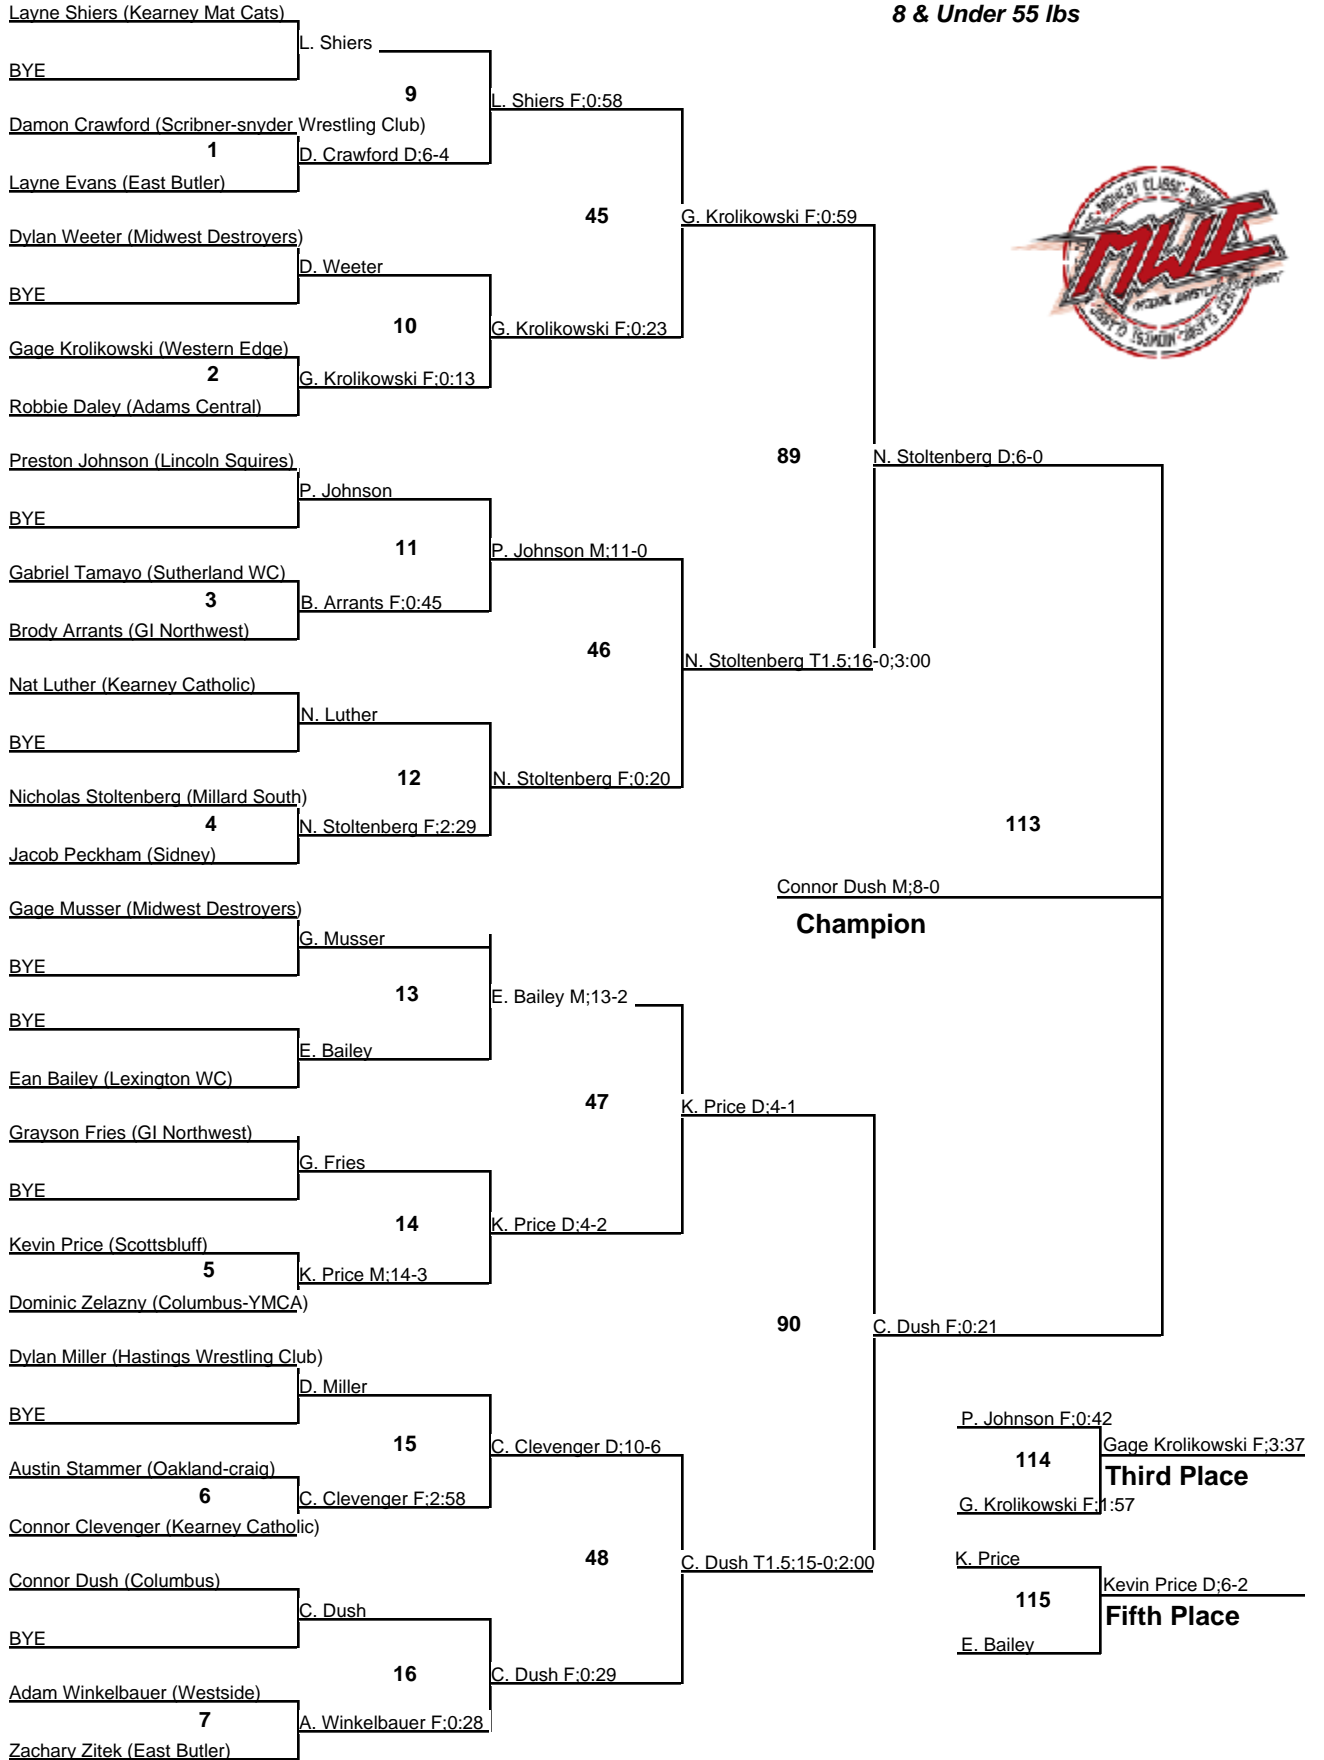 8 & Under 55 lbs
Layne Shiers (Kearney Mat Cats)
L. Shiers
BYE
9
L. Shiers F;0:58
Damon Crawford (Scribner-snyder Wrestling Club)
1
D. Crawford D;6-4
Layne Evans (East Butler)
45
G. Krolikowski F;0:59
Dylan Weeter (Midwest Destroyers)
D. Weeter
BYE
10
G. Krolikowski F;0:23
Gage Krolikowski (Western Edge)
2
G. Krolikowski F;0:13
Robbie Daley (Adams Central)
MWC
89
N. Stoltenberg D;6-0
Preston Johnson (Lincoln Squires)
P. Johnson
BYE
11
P. Johnson M;11-0
Gabriel Tamayo (Sutherland WC)
3
B. Arrants F;0:45
Brody Arrants (GI Northwest)
46
N. Stoltenberg T1.5;16-0;3:00
Nat Luther (Kearney Catholic)
N. Luther
BYE
12
N. Stoltenberg F;0:20
Nicholas Stoltenberg (Millard South)
4
N. Stoltenberg F;2:29
Jacob Peckham (Sidney)
113
Connor Dush M;8-0
Champion
Gage Musser (Midwest Destroyers)
G. Musser
BYE
13
E. Bailey M;13-2
BYE
E. Bailey
Ean Bailey (Lexington WC)
47
K. Price D;4-1
Grayson Fries (GI Northwest)
G. Fries
BYE
14
K. Price D;4-2
Kevin Price (Scottsbluff)
5
K. Price M;14-3
Dominic Zelazny (Columbus-YMCA)
90
C. Dush F;0:21
Dylan Miller (Hastings Wrestling Club)
D. Miller
BYE
15
C. Clevenger D;10-6
Austin Stammer (Oakland-craig)
6
C. Clevenger F;2:58
Connor Clevenger (Kearney Catholic)
48
C. Dush T1.5;15-0;2:00
Connor Dush (Columbus)
C. Dush
BYE
16
C. Dush F;0:29
Adam Winkelbauer (Westside)
7
A. Winkelbauer F;0:28
Zachary Zitek (East Butler)
P. Johnson F;0:42
114
Gage Krolikowski F;3:37
Third Place
G. Krolikowski F;1:57
K. Price
115
Kevin Price D;6-2
Fifth Place
E. Bailey